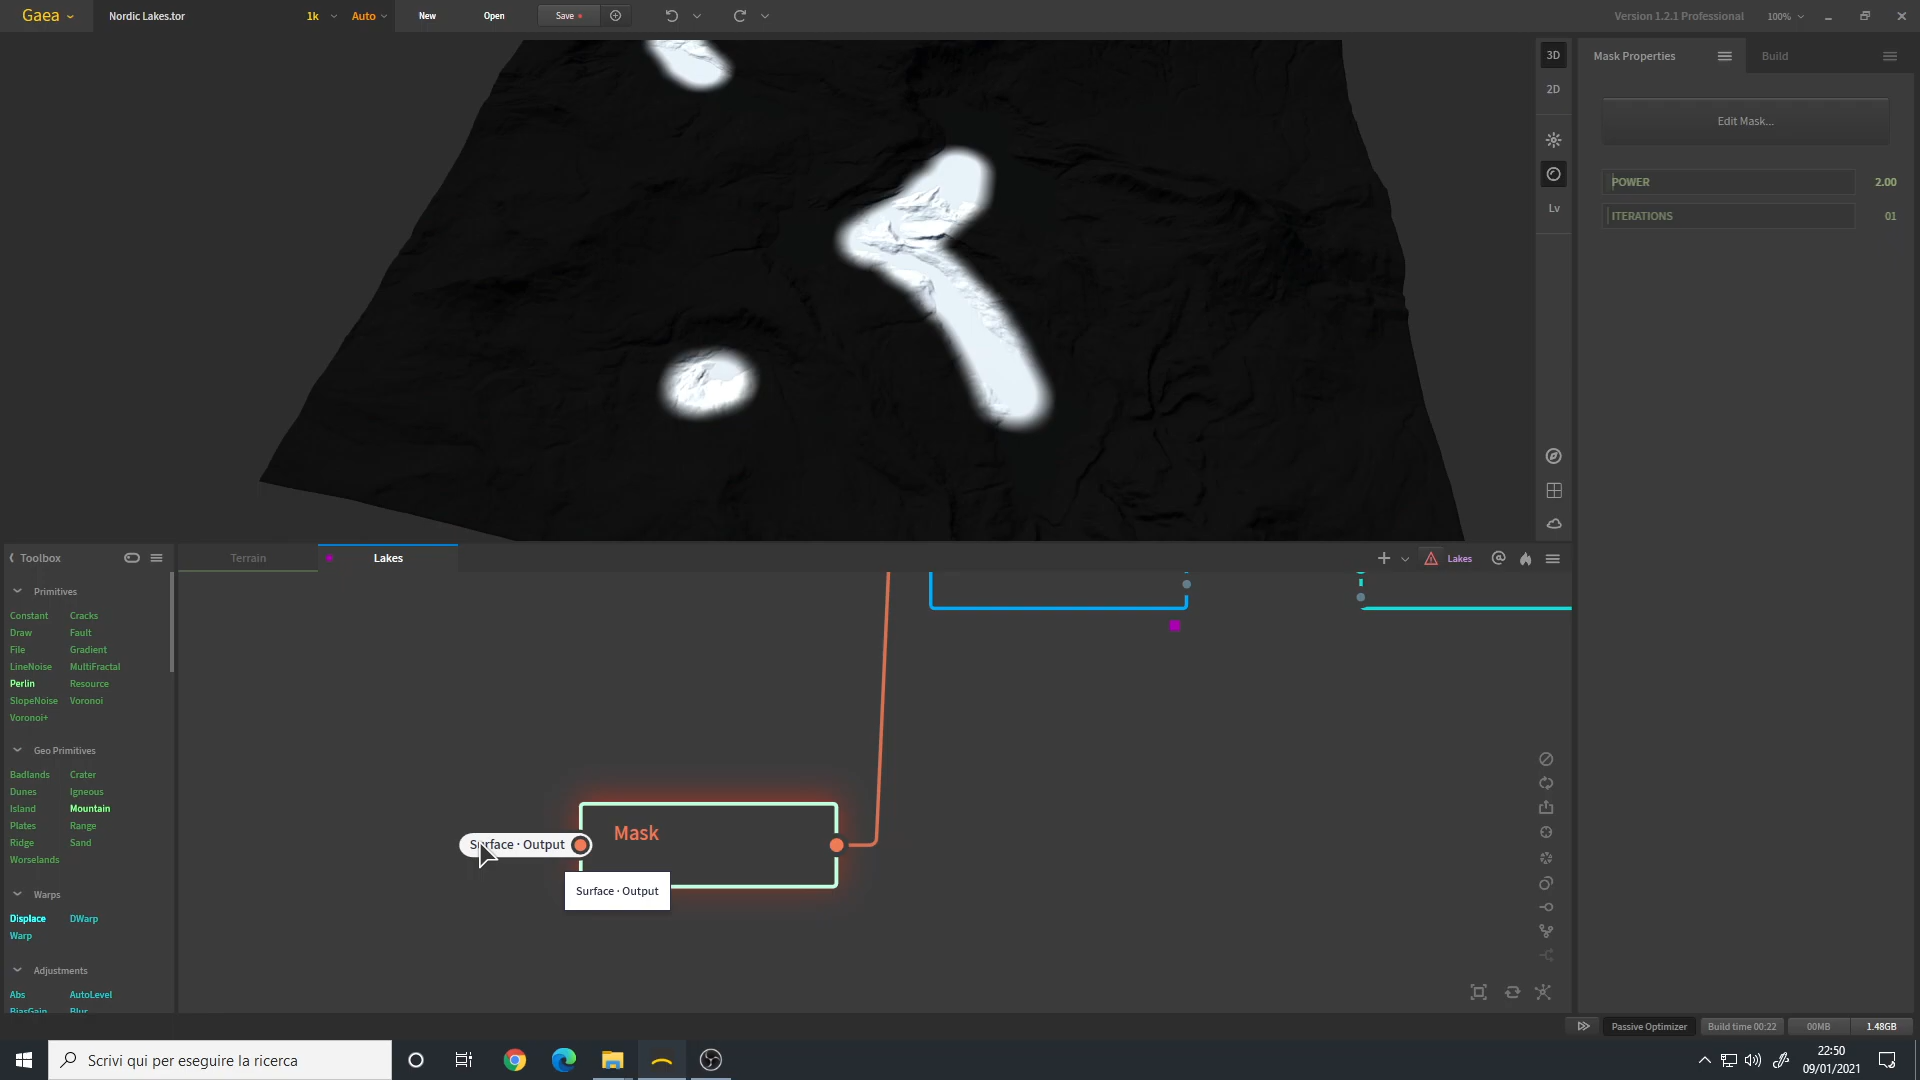 Gaea
Nordic Lakes.tor
1k
Auto
New
Open
Save
Version 1.2.1 Professional
100%
3D
2D
Lv
Mask Properties
Build
Edit Mask...
POWER 2.00
ITERATIONS 01
Toolbox
Terrain
Lakes
Lakes
Primitives
Constant Cracks
Draw Fault
File Gradient
LineNoise MultiFractal
Perlin Resource
SlopeNoise Voronoi
Voronoi+
Geo Primitives
Badlands Crater
Dunes Igneous
Island Mountain
Plates Range
Ridge Sand
Worselands
Warps
Displace DWarp
Warp
Adjustments
Abs AutoLevel
BiasGain Blur
Mask
Surface · Output
Surface · Output
Passive Optimizer
Build time 00:22
00MB
1.48GB
Scrivi qui per eseguire la ricerca
22:50
09/01/2021